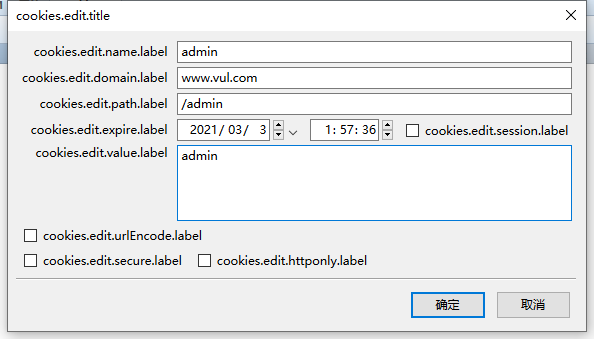 cookies.edit.title
cookies.edit.name.label admin
cookies.edit.domain.label www.vul.com
cookies.edit.path.label /admin
cookies.edit.expire.label 2021/ 03/ 3 1: 57: 36 cookies.edit.session.label
cookies.edit.value.label admin
cookies.edit.urlEncode.label
cookies.edit.secure.label cookies.edit.httponly.label
确定 取消